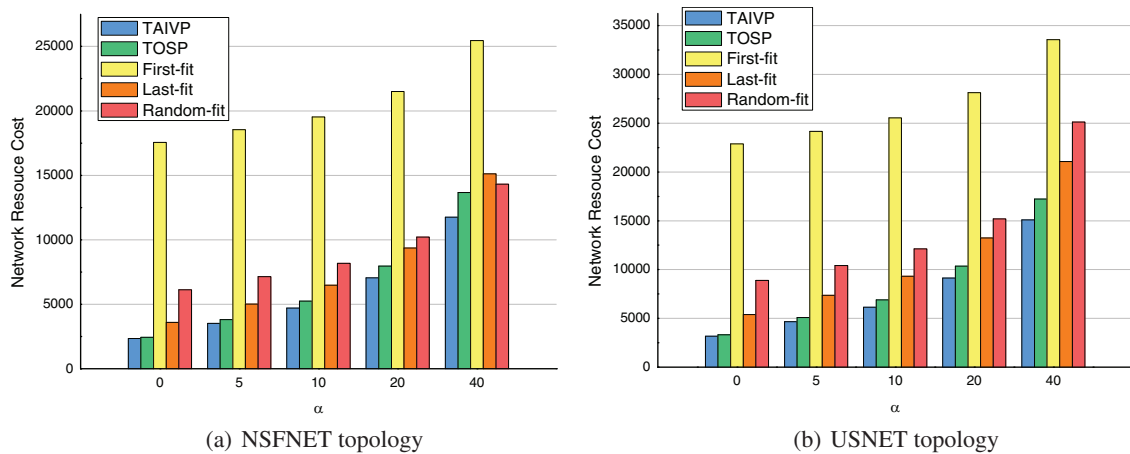 TAIVP
TOSP
First-fit
Last-fit
Random-fit
25000
20000
15000
10000
5000
0
Network Resouce Cost
0 5 10 20 40
α
(a) NSFNET topology
TAIVP
TOSP
First-fit
Last-fit
Random-fit
35000
30000
25000
20000
15000
10000
5000
0
Network Resouce Cost
0 5 10 20 40
α
(b) USNET topology